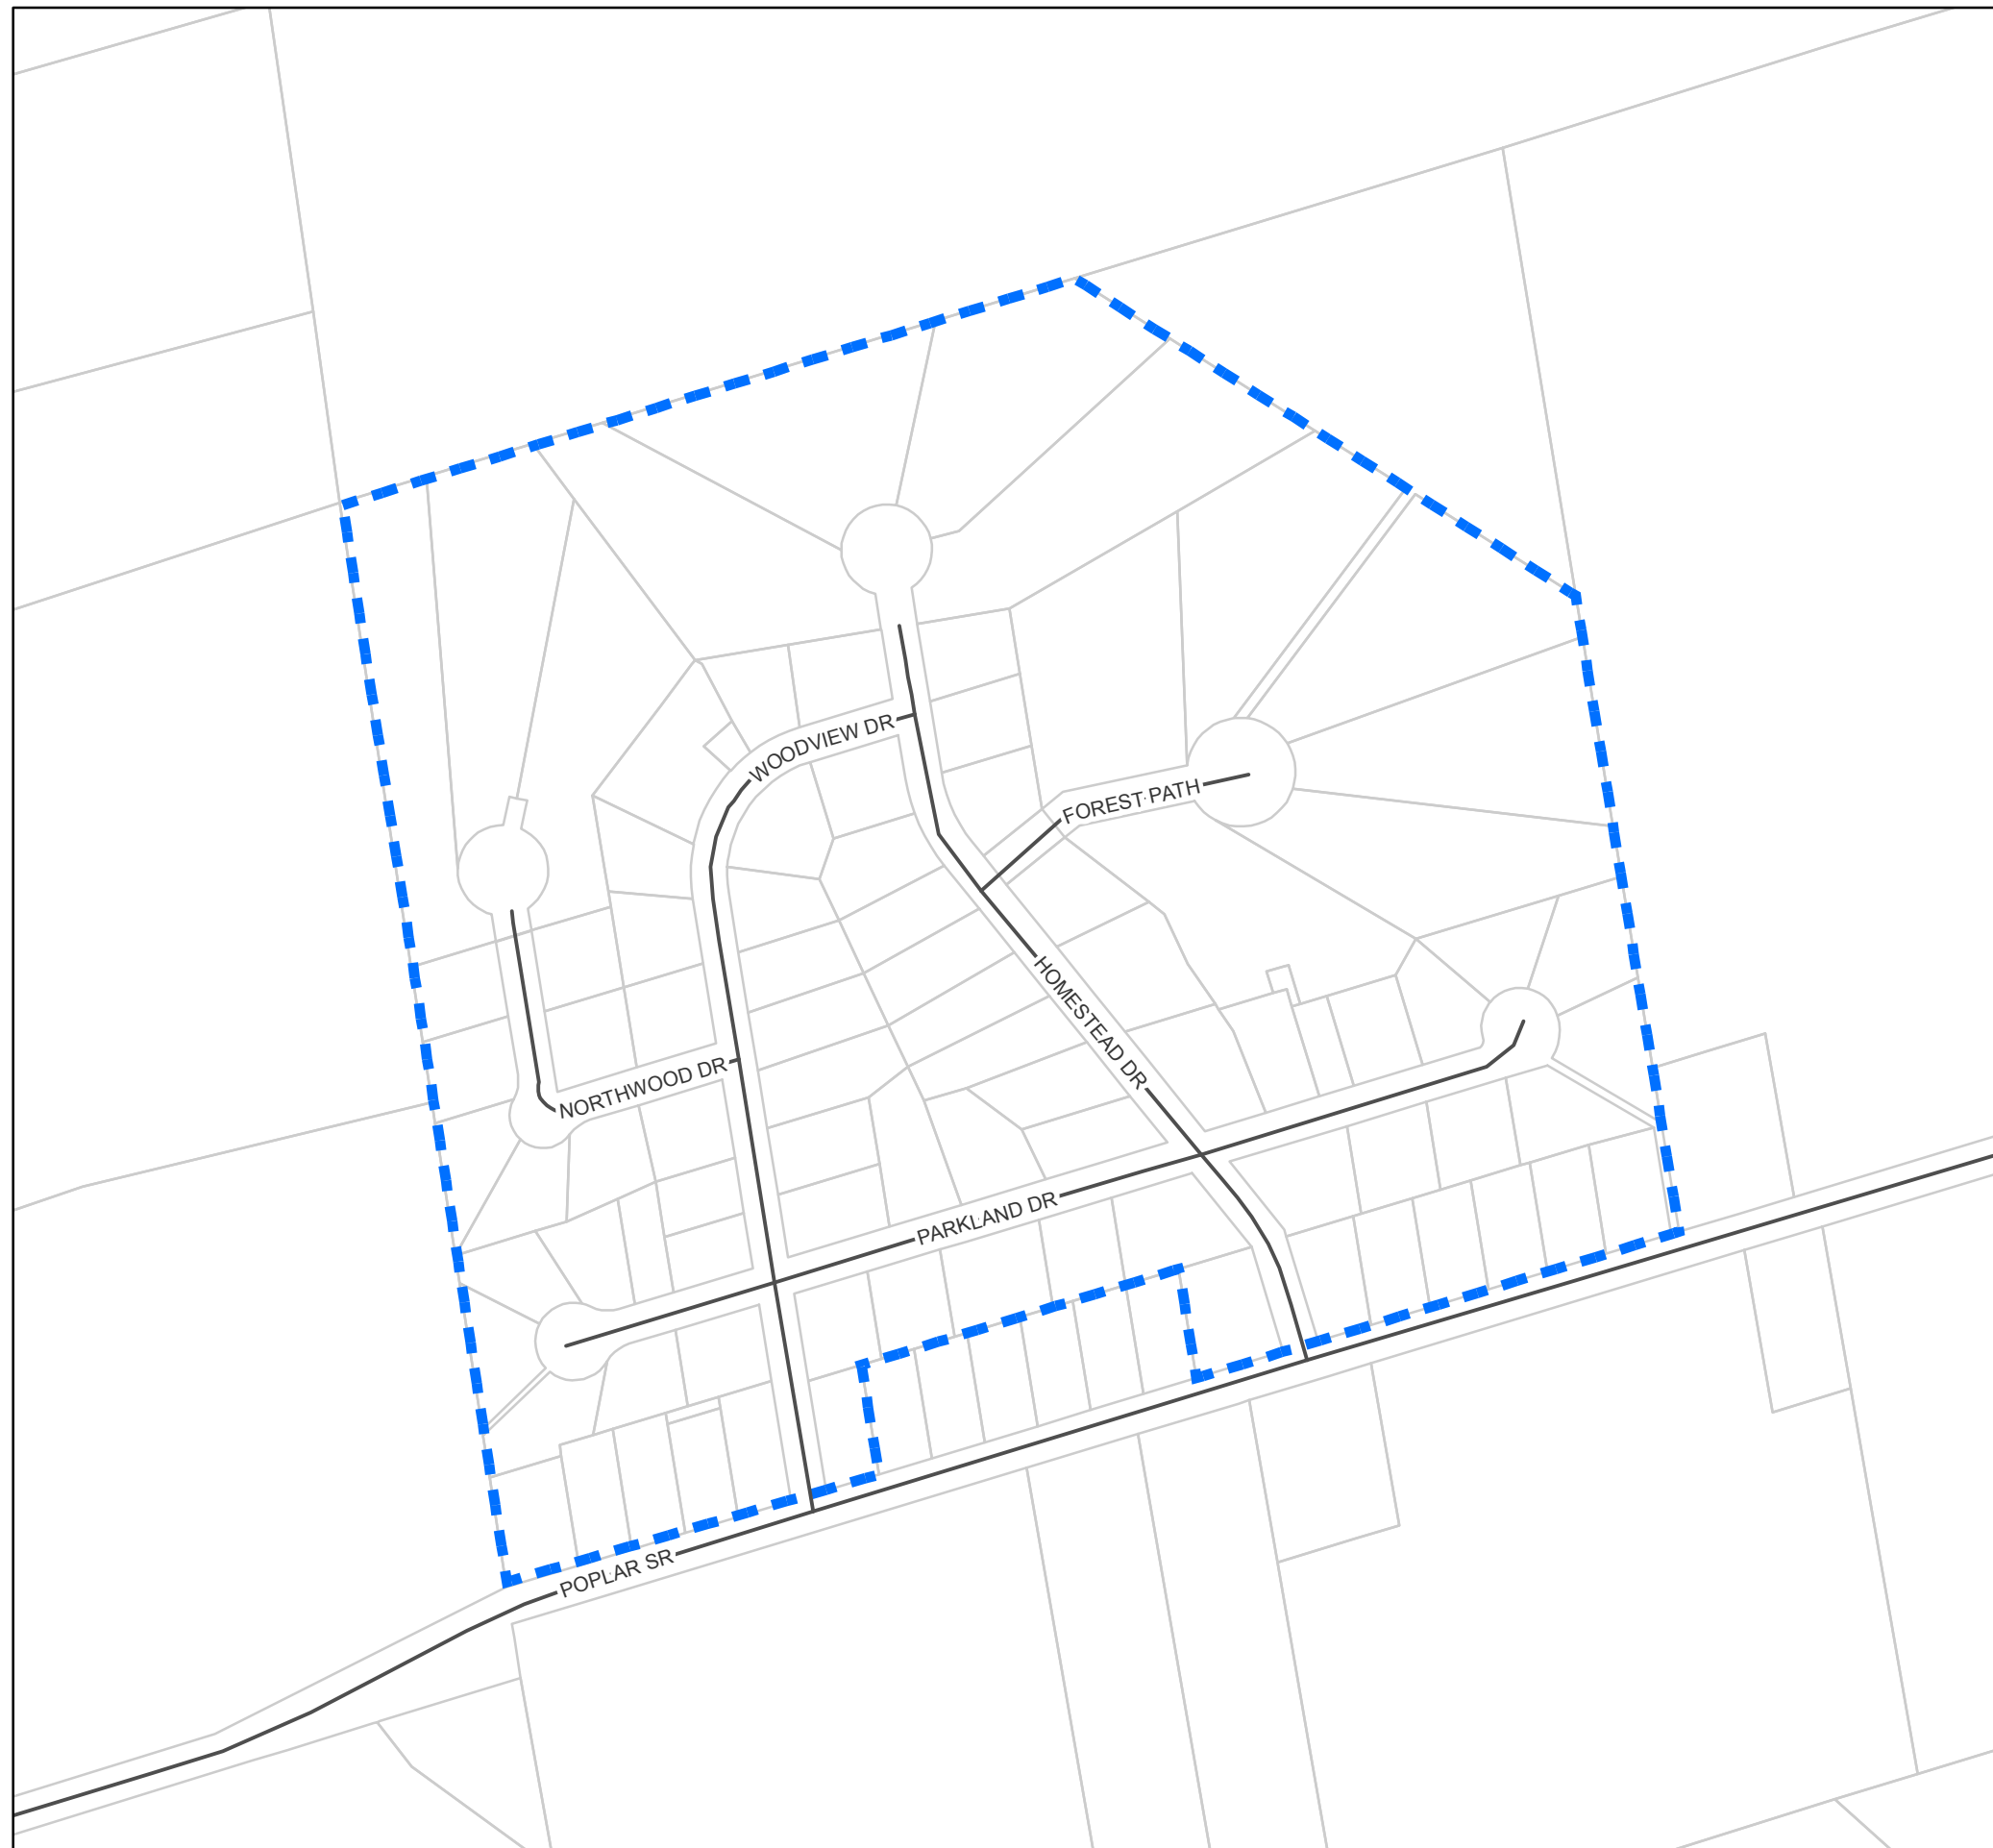 WOODVIEW DR
FOREST PATH
HOMESTEAD DR
NORTHWOOD DR
PARKLAND DR
POPLAR SR